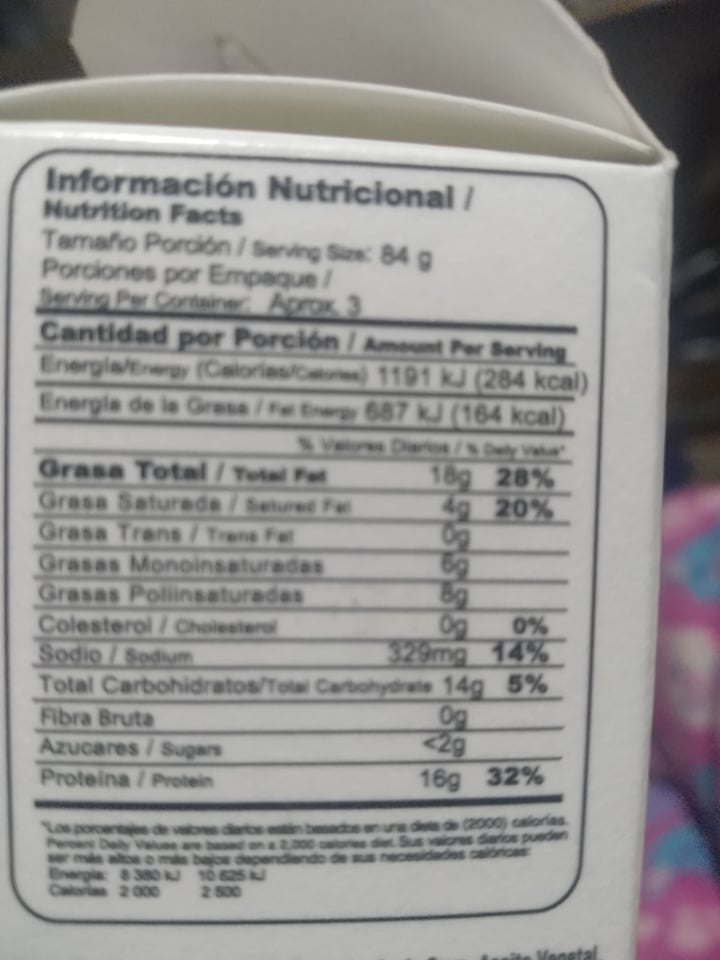 Información Nutricional /
Nutrition Facts
Tamaño Porción / Serving Size: 84 g
Porciones por Empaque /
Serving Per Container: Aprox. 3
Cantidad por Porción / Amount Per Serving
Energía/Energy (Calorías/Calories) 1191 kJ (284 kcal)
Energía de la Grasa / Fat Energy 687 kJ (164 kcal)
% Valores Diarios / % Daily Value*
Grasa Total / Total Fat 18g 28%
Grasa Saturada / Satured Fat 4g 20%
Grasa Trans / Trans Fat 0g
Grasas Monoinsaturadas 6g
Grasas Poliinsaturadas 8g
Colesterol / Cholesterol 0g 0%
Sodio / Sodium 329mg 14%
Total Carbohidratos/Total Carbohydrate 14g 5%
Fibra Bruta 0g
Azucares / Sugars <2g
Proteína / Protein 16g 32%
*Los porcentajes de valores diarios están basados en una dieta de (2000) calorías.
Percent Daily Values are based on a 2,000 calories diet. Sus valores diarios pueden
ser más altos o más bajos dependiendo de sus necesidades calóricas:
Energía: 8 380 kJ 10 625 kJ
Calorías 2 000 2 500
Aceite Vegetal